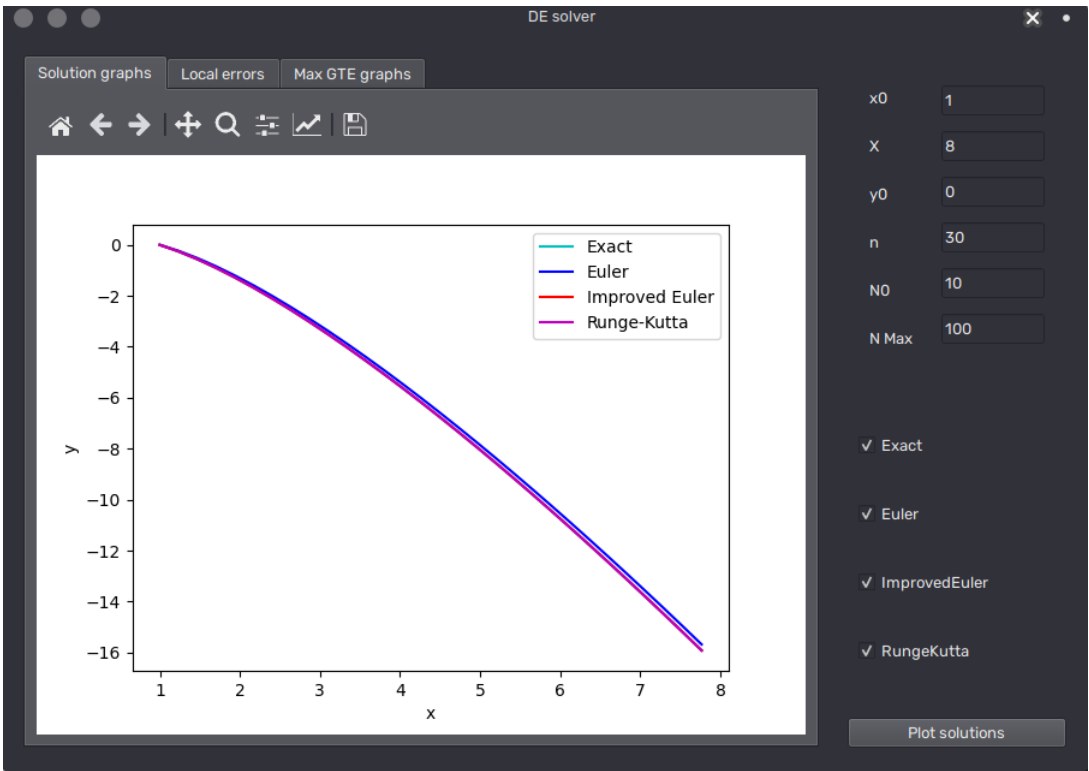 DE solver
Solution graphs
Local errors
Max GTE graphs
x0
1
X
8
y0
0
n
30
N0
10
N Max
100
Exact
Euler
Improved Euler
Runge-Kutta
0
−2
−4
−6
−8
−10
−12
−14
−16
y
1 2 3 4 5 6 7 8
x
✓ Exact
✓ Euler
✓ ImprovedEuler
✓ RungeKutta
Plot solutions